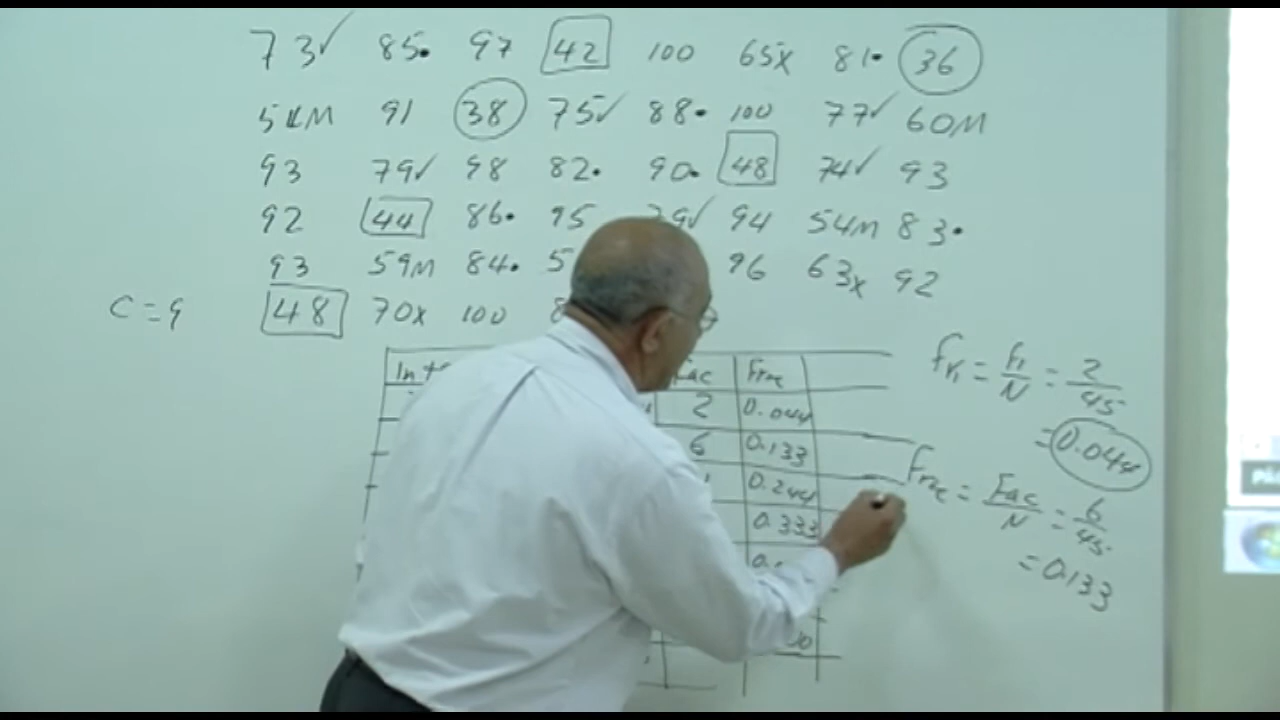 73✓ 85• 97 42 100 65x 81• 36
91 38 75✓ 88• 100 77✓ 60M
93 79✓ 98 82• 90• 48 74✓ 93
92 44 86• 95 94 54M 83•
93 59M 84• 96 63x 92
C=9 48 70x 100
Frac
2 0.044
6 0.133
0.244
0.333
fr₁ = f₁/N = 2/45
= 0.044
Frac = Fac/N = 6/45
= 0.133